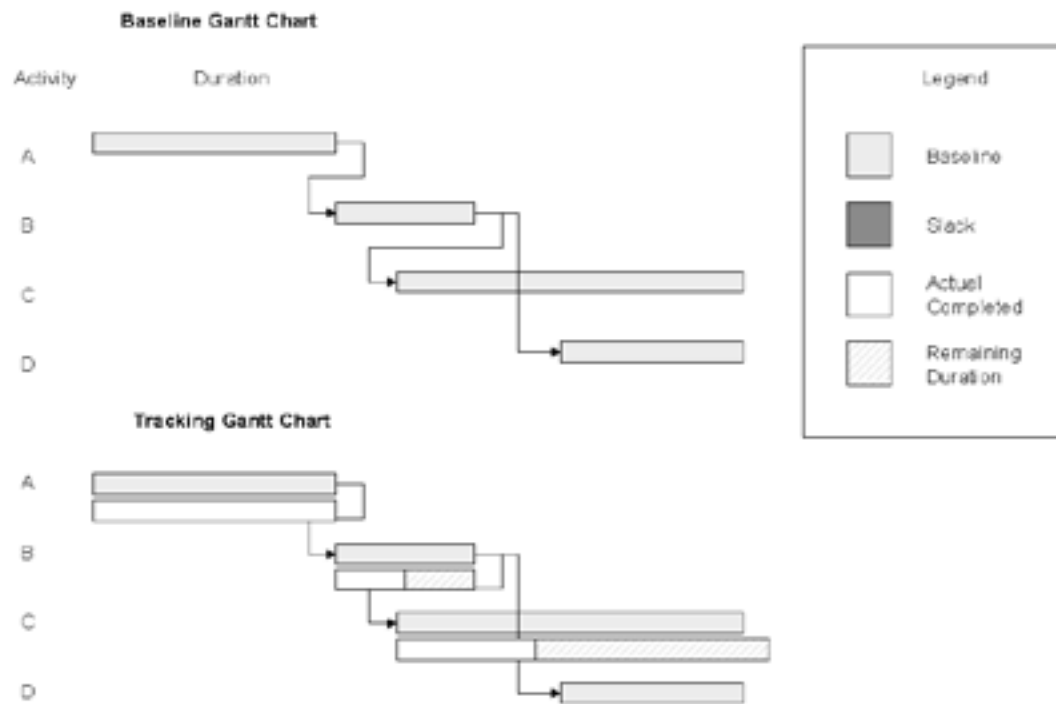 Baseline Gantt Chart
Activity Duration
Legend
A
Baseline
B
Slack
C
Actual
Completed
D
Remaining
Duration
Tracking Gantt Chart
A
B
C
D